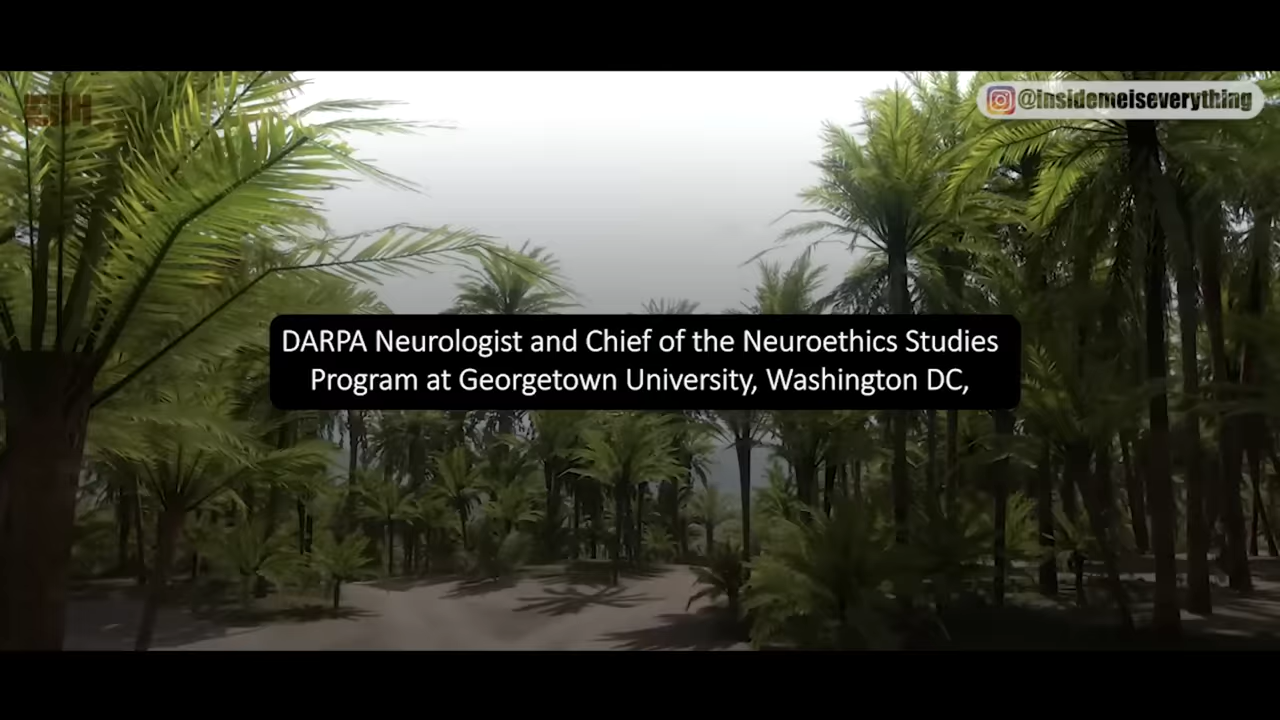 @insidemeiseverything
DARPA Neurologist and Chief of the Neuroethics Studies
Program at Georgetown University, Washington DC,